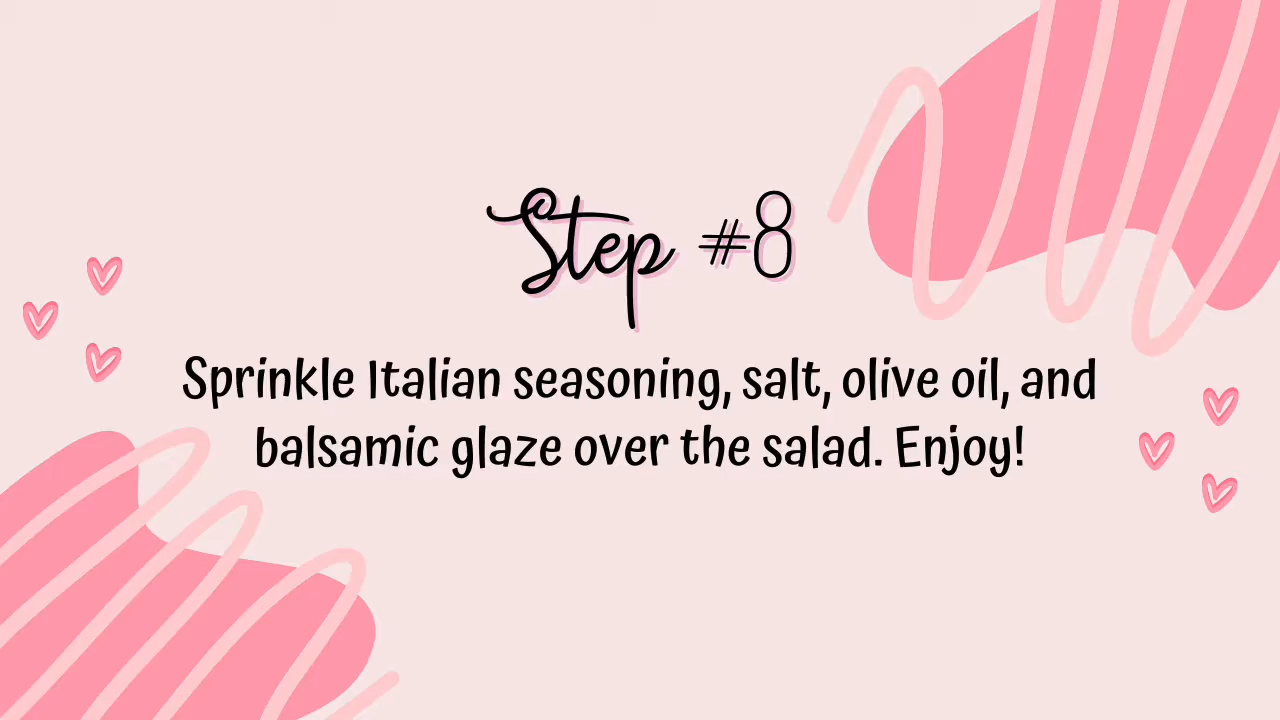 Step #8
Sprinkle Italian seasoning, salt, olive oil, and
balsamic glaze over the salad. Enjoy!